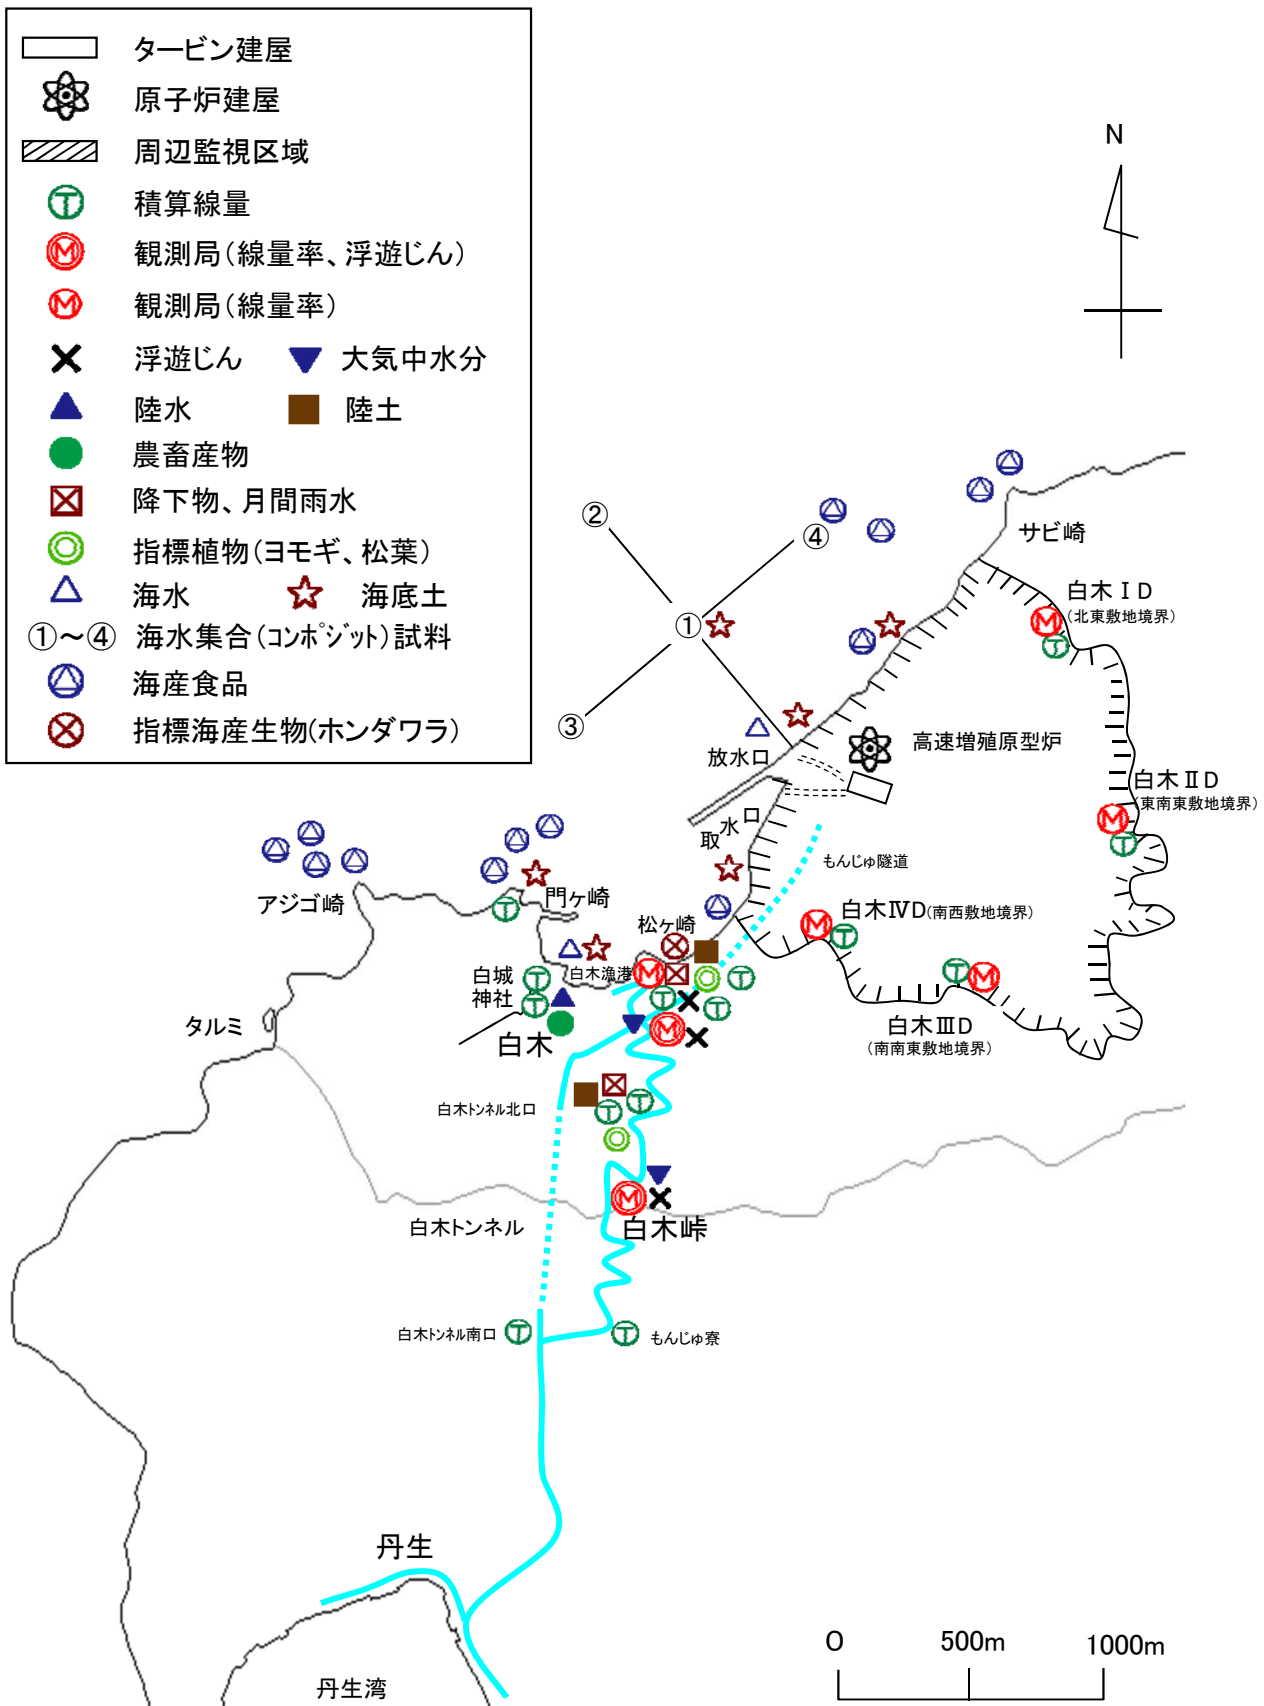 タービン建屋
原子炉建屋
周辺監視区域
積算線量
観測局(線量率、浮遊じん)
観測局(線量率)
浮遊じん
大気中水分
陸水
陸土
農畜産物
降下物、月間雨水
指標植物(ヨモギ、松葉)
海水
海底土
①～④ 海水集合(コンポジット)試料
海産食品
指標海産生物(ホンダワラ)
N
②
④
①
③
サビ崎
白木ⅠD
(北東敷地境界)
放水口
高速増殖原型炉
白木ⅡD
(東南東敷地境界)
取水口
もんじゅ隧道
アジゴ崎
門ヶ崎
松ヶ崎
白木ⅣD(南西敷地境界)
白城
神社
白木漁港
タルミ
白木
白木ⅢD
(南南東敷地境界)
白木トンネル北口
白木トンネル
白木峠
白木トンネル南口
もんじゅ寮
丹生
丹生湾
0 500m 1000m